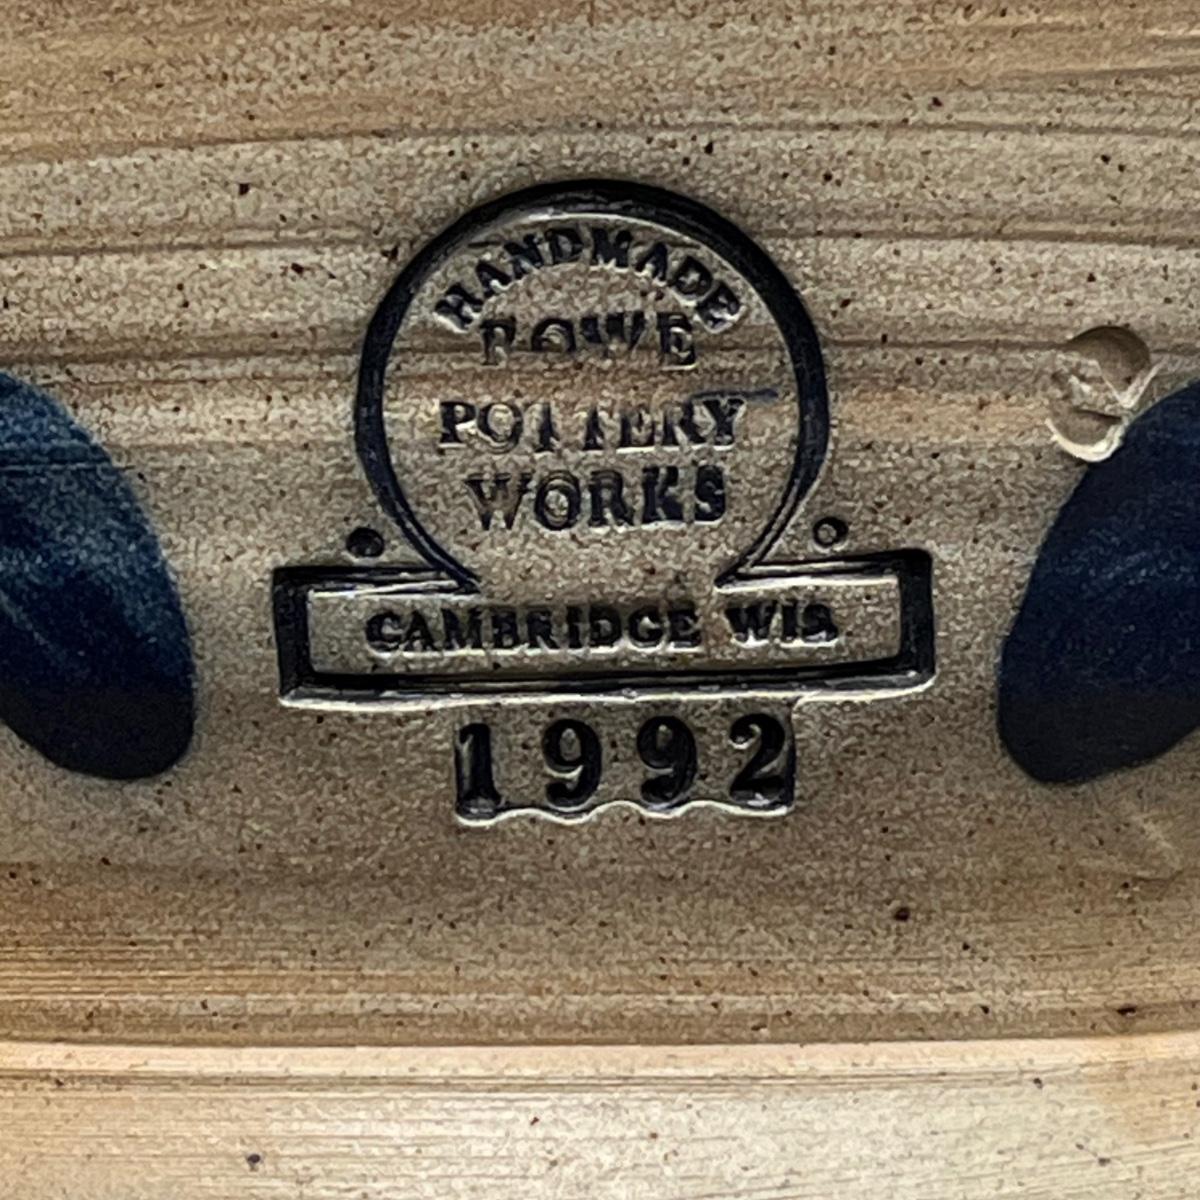 HANDMADE
ROWE
POTTERY
WORKS
CAMBRIDGE WIS
1992